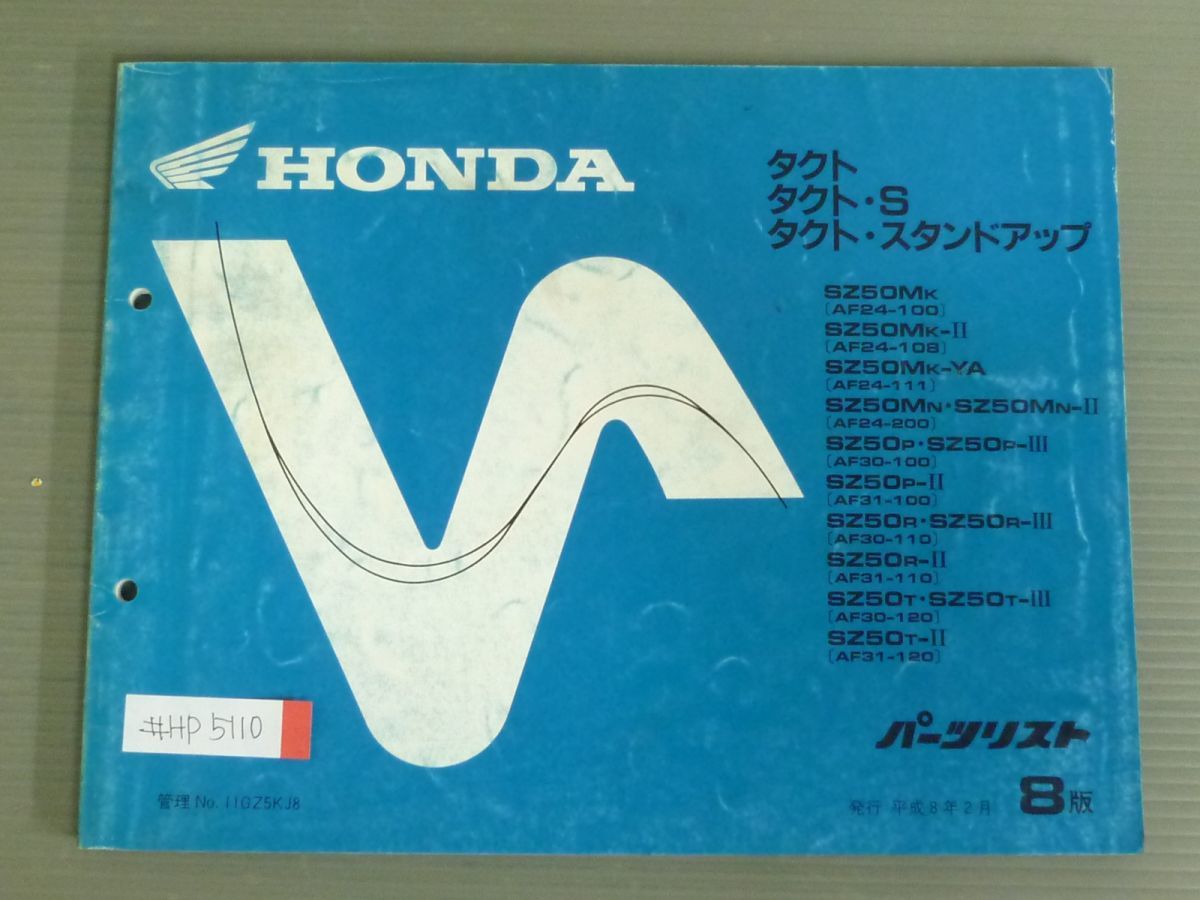 HONDA
タクト
タクト・S
タクト・スタンドアップ
SZ50MK
〔AF24-100〕
SZ50MK-II
〔AF24-108〕
SZ50MK-YA
〔AF24-111〕
SZ50MN・SZ50MN-II
〔AF24-200〕
SZ50P・SZ50P-III
〔AF30-100〕
SZ50P-II
〔AF31-100〕
SZ50R・SZ50R-III
〔AF30-110〕
SZ50R-II
〔AF31-110〕
SZ50T・SZ50T-III
〔AF30-120〕
SZ50T-II
〔AF31-120〕
#HP 5110
パーツリスト
管理No. 11GZ5KJ8
発行 平成8年2月 8版